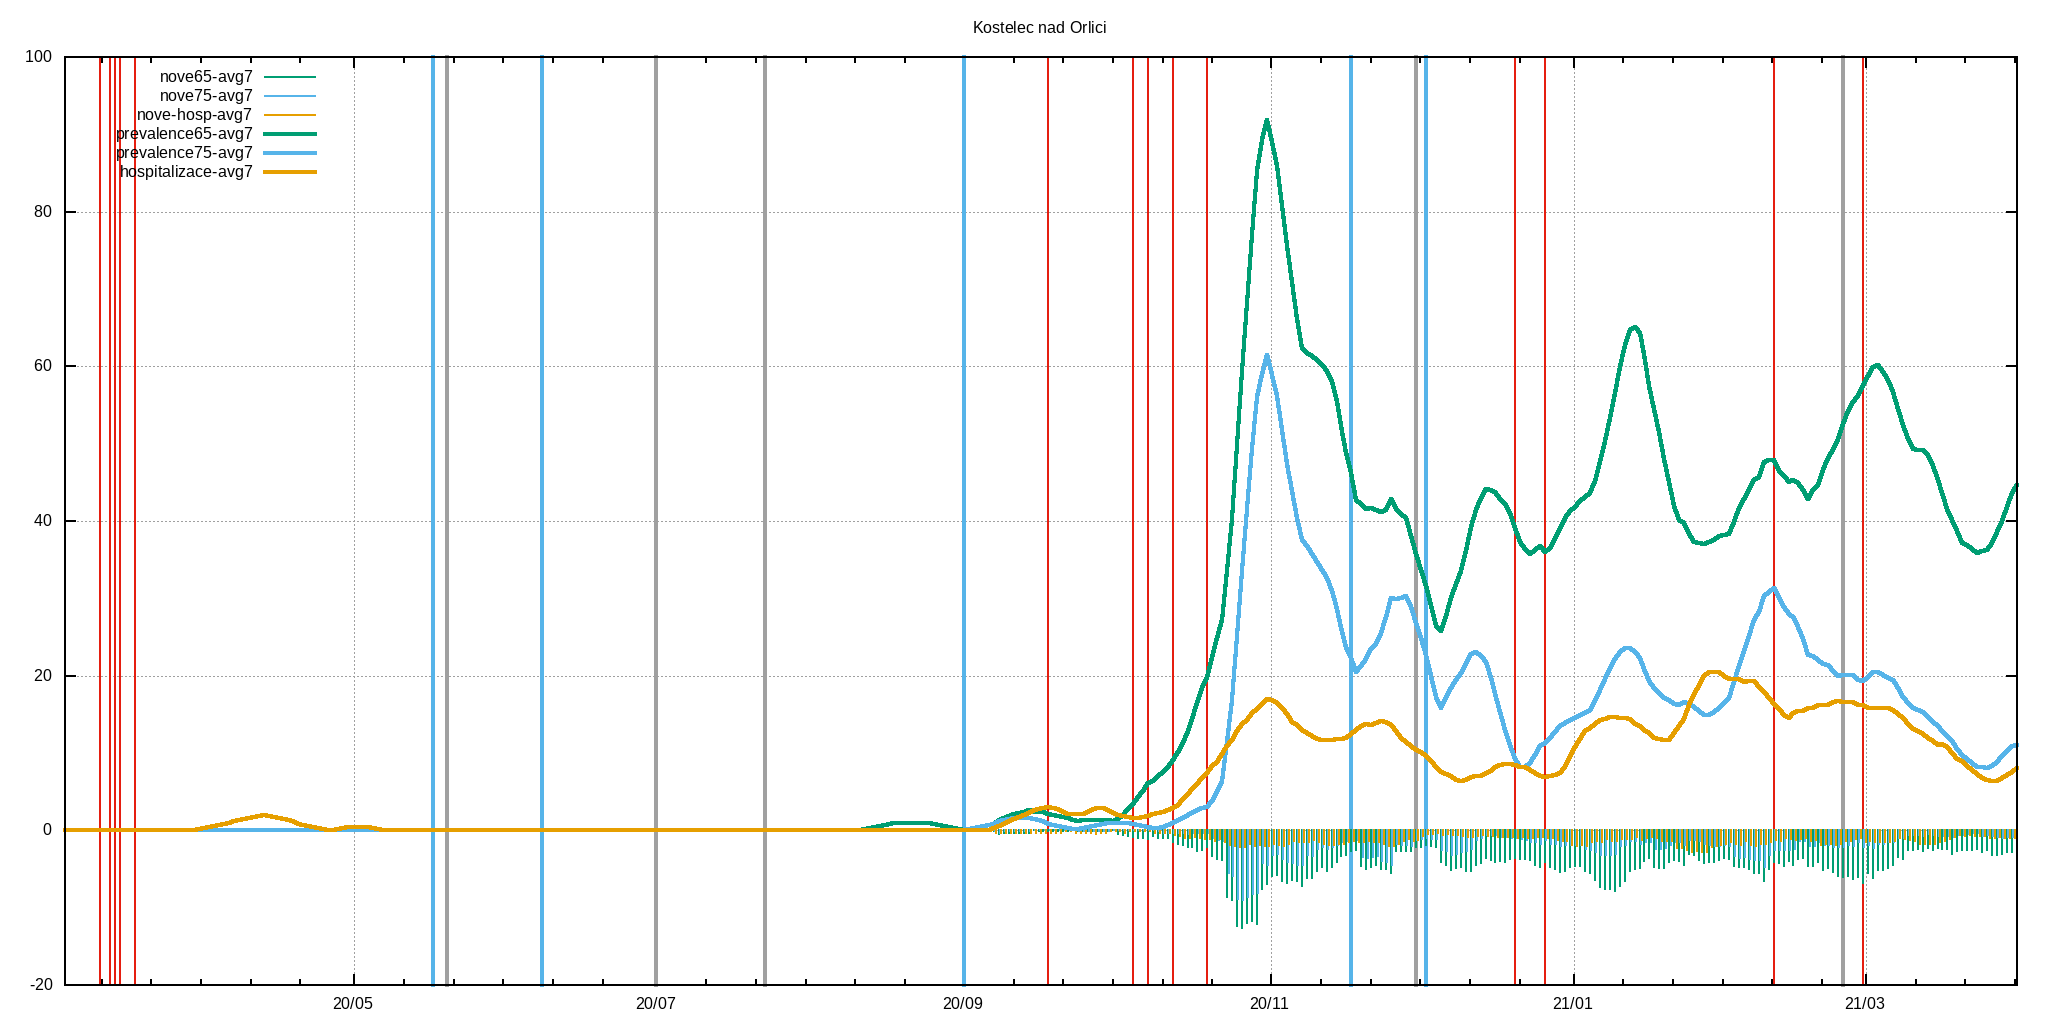 Kostelec nad Orlici
100
80
60
40
20
0
-20
nove65-avg7
nove75-avg7
nove-hosp-avg7
prevalence65-avg7
prevalence75-avg7
hospitalizace-avg7
20/05
20/07
20/09
20/11
21/01
21/03